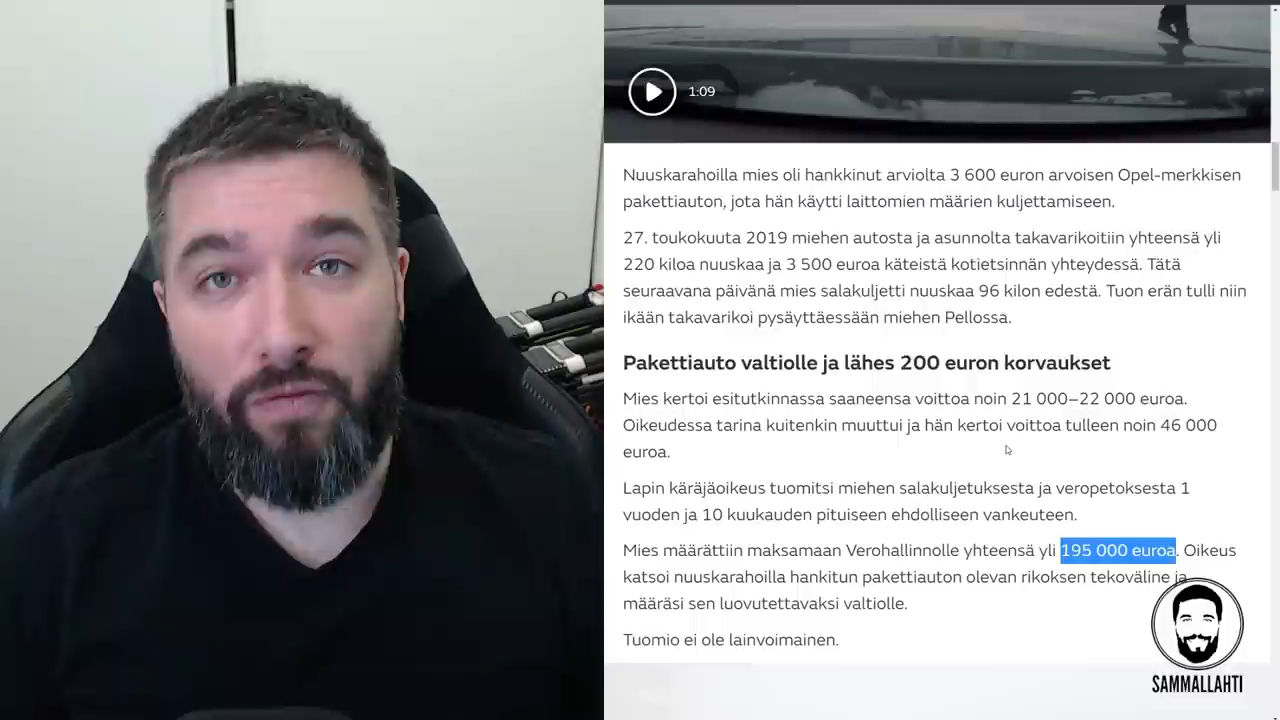 1:09
Nuuskarahoilla mies oli hankkinut arviolta 3 600 euron arvoisen Opel-merkkisen
pakettiauton, jota hän käytti laittomien määrien kuljettamiseen.
27. toukokuuta 2019 miehen autosta ja asunnolta takavarikoitiin yhteensä yli
220 kiloa nuuskaa ja 3 500 euroa käteistä kotietsinnän yhteydessä. Tätä
seuraavana päivänä mies salakuljetti nuuskaa 96 kilon edestä. Tuon erän tulli niin
ikään takavarikoi pysäyttäessään miehen Pellossa.
Pakettiauto valtiolle ja lähes 200 euron korvaukset
Mies kertoi esitutkinnassa saaneensa voittoa noin 21 000–22 000 euroa.
Oikeudessa tarina kuitenkin muuttui ja hän kertoi voittoa tulleen noin 46 000
euroa.
Lapin käräjäoikeus tuomitsi miehen salakuljetuksesta ja veropetoksesta 1
vuoden ja 10 kuukauden pituiseen ehdolliseen vankeuteen.
Mies määrättiin maksamaan Verohallinnolle yhteensä yli 195 000 euroa. Oikeus
katsoi nuuskarahoilla hankitun pakettiauton olevan rikoksen tekoväline ja
määräsi sen luovutettavaksi valtiolle.
Tuomio ei ole lainvoimainen.
SAMMALLAHTI